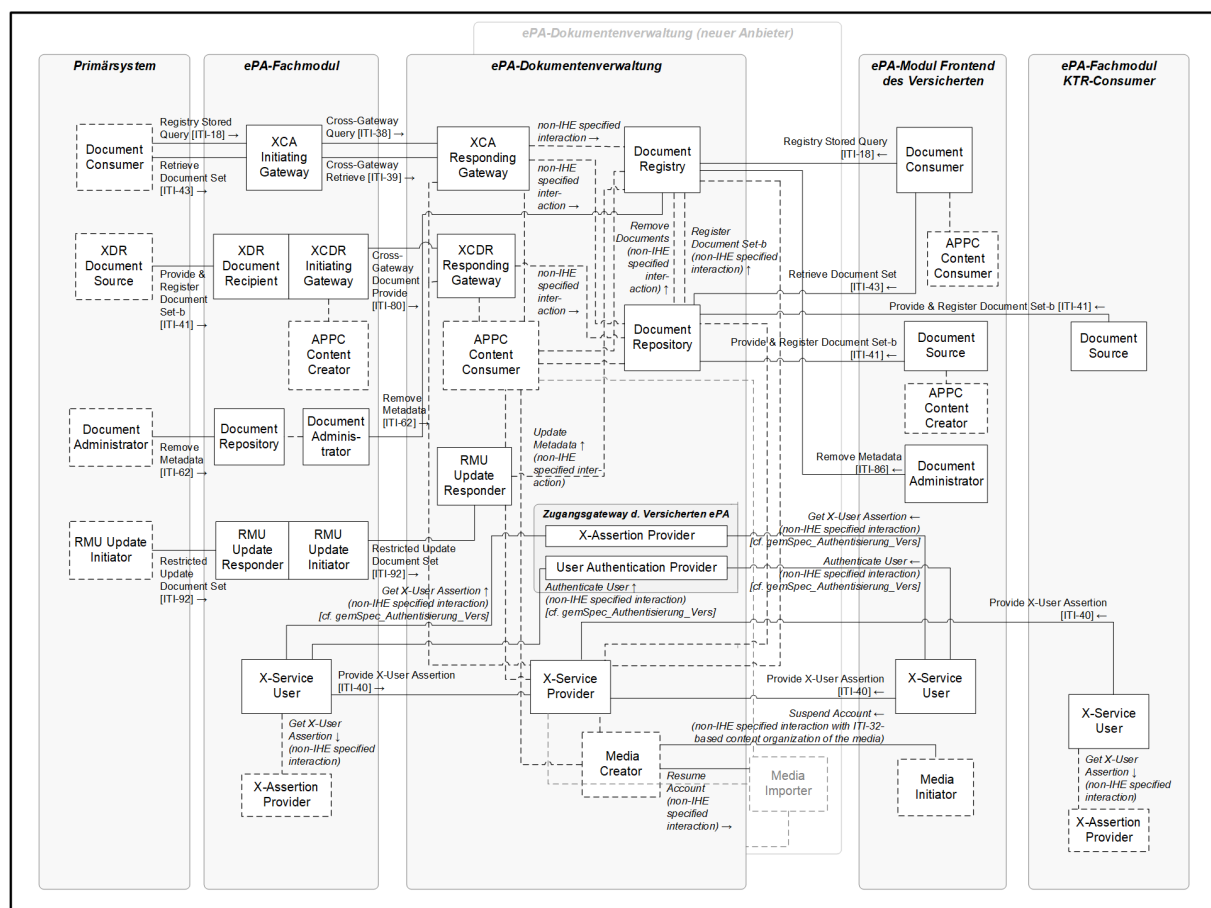 ePA-Dokumentenverwaltung (neuer Anbieter)
Primärsystem
ePA-Fachmodul
ePA-Dokumentenverwaltung
ePA-Modul Frontend
des Versicherten
ePA-Fachmodul
KTR-Consumer
Document
Consumer
Registry Stored
Query [ITI-18] →
Retrieve
Document Set
[ITI-43] →
XCA
Initiating
Gateway
Cross-Gateway
Query [ITI-38] →
Cross-Gateway
Retrieve [ITI-39] →
XCA
Responding
Gateway
non-IHE specified
interaction →
non-IHE
specified
inter-
action →
Document
Registry
Registry Stored Query
[ITI-18] ←
Document
Consumer
APPC
Content
Consumer
XDR
Document
Source
Provide &
Register
Document
Set-b
[ITI-41] →
XDR
Document
Recipient
XCDR
Initiating
Gateway
Cross-
Gateway
Document
Provide
[ITI-80] →
XCDR
Responding
Gateway
non-IHE
specified
inter-
action →
Remove
Documents
(non-IHE
specified
inter-
action) ↑
Register
Document Set-b
(non-IHE specified
interaction) ↑
Retrieve Document Set
[ITI-43] ←
Provide & Register Document Set-b [ITI-41] ←
APPC
Content
Creator
APPC
Content
Consumer
Document
Repository
Provide & Register Document Set-b
[ITI-41] ←
Document
Source
Document
Source
APPC
Content
Creator
Document
Administrator
Remove
Metadata
[ITI-62] →
Document
Repository
Document
Adminis-
trator
Remove
Metadata
[ITI-62] →
Update
Metadata ↑
(non-IHE
specified inter-
action)
RMU
Update
Responder
Remove Metadata
[ITI-86] ←
Document
Administrator
Zugangsgateway d. Versicherten ePA
X-Assertion Provider
User Authentication Provider
Get X-User Assertion ←
(non-IHE specified interaction)
[cf. gemSpec_Authentisierung_Vers]
Authenticate User ←
(non-IHE specified interaction)
[cf. gemSpec_Authentisierung_Vers]
RMU Update
Initiator
Restricted
Update
Document Set
[ITI-92] →
RMU
Update
Responder
RMU
Update
Initiator
Restricted Update
Document Set
[ITI-92] →
Get X-User Assertion ↑
(non-IHE specified interaction)
[cf. gemSpec_Authentisierung_Vers]
Authenticate User ↑
(non-IHE specified interaction)
[cf. gemSpec_Authentisierung_Vers]
Provide X-User Assertion
[ITI-40] ←
X-Service
User
Provide X-User Assertion
[ITI-40] →
X-Service
Provider
Provide X-User Assertion
[ITI-40] ←
X-Service
User
X-Service
User
Get X-User
Assertion ↓
(non-IHE specified
interaction)
X-Assertion
Provider
Suspend Account ←
(non-IHE specified interaction with ITI-32-
based content organization of the media)
Media
Creator
Resume
Account
(non-IHE
specified
interaction) →
Media
Importer
Media
Initiator
Get X-User
Assertion ↓
(non-IHE specified
interaction)
X-Assertion
Provider